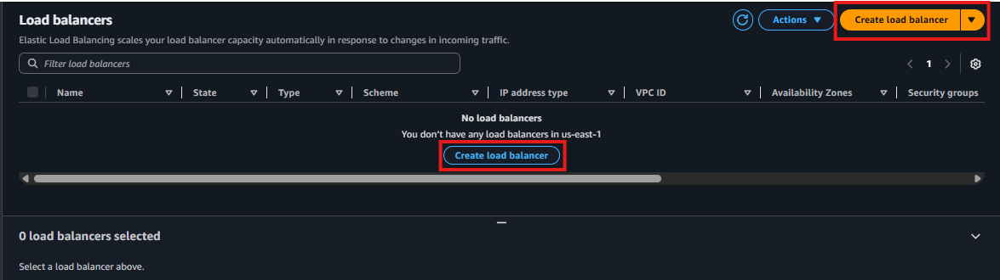 Load balancers
Actions
Create load balancer
Elastic Load Balancing scales your load balancer capacity automatically in response to changes in incoming traffic.
Filter load balancers
1
Name State Type Scheme IP address type VPC ID Availability Zones Security groups
No load balancers
You don't have any load balancers in us-east-1
Create load balancer
0 load balancers selected
Select a load balancer above.